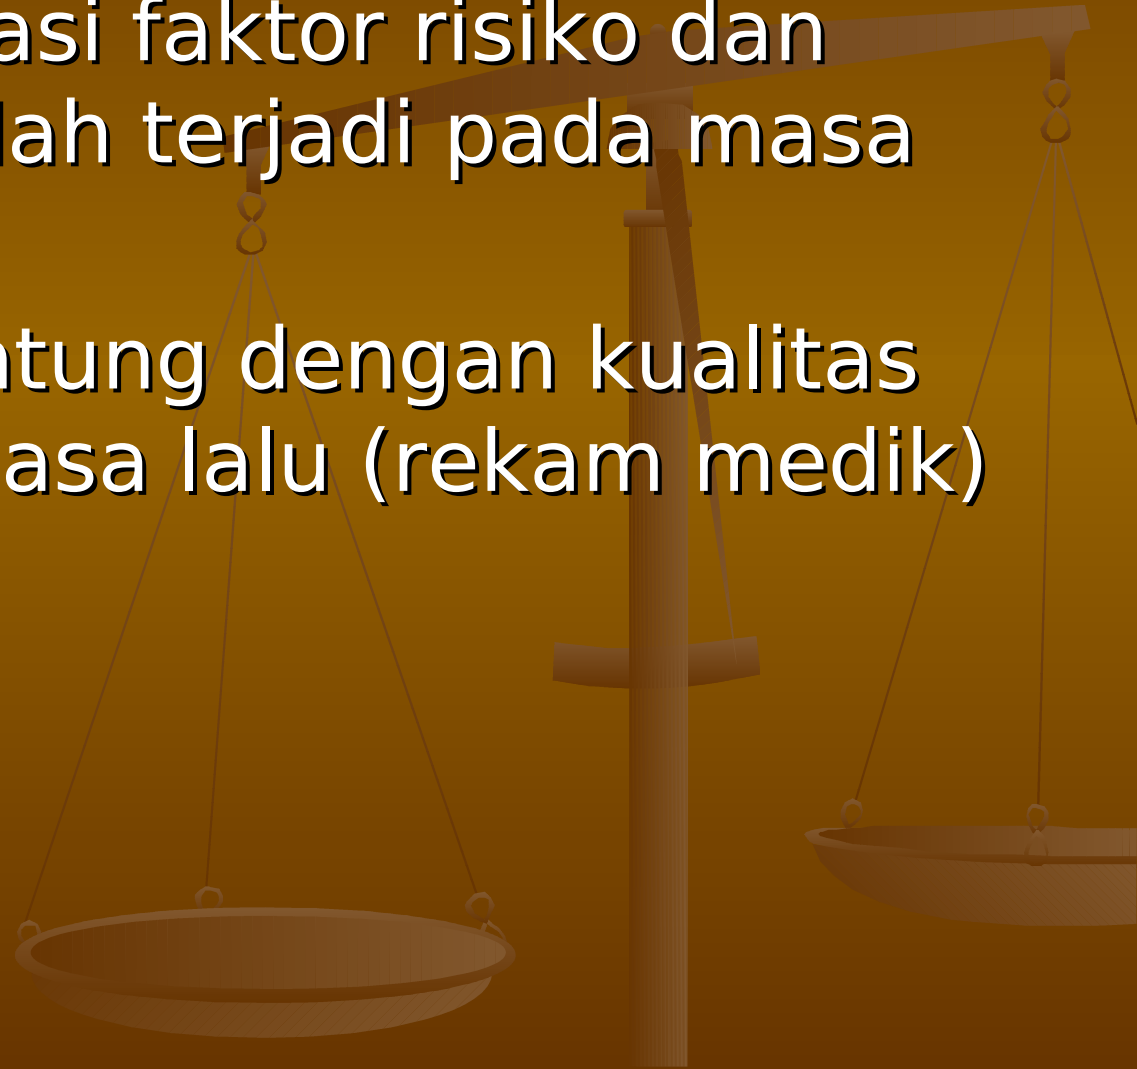 asi faktor risiko dan
lah terjadi pada masa
ntung dengan kualitas
asa lalu (rekam medik)